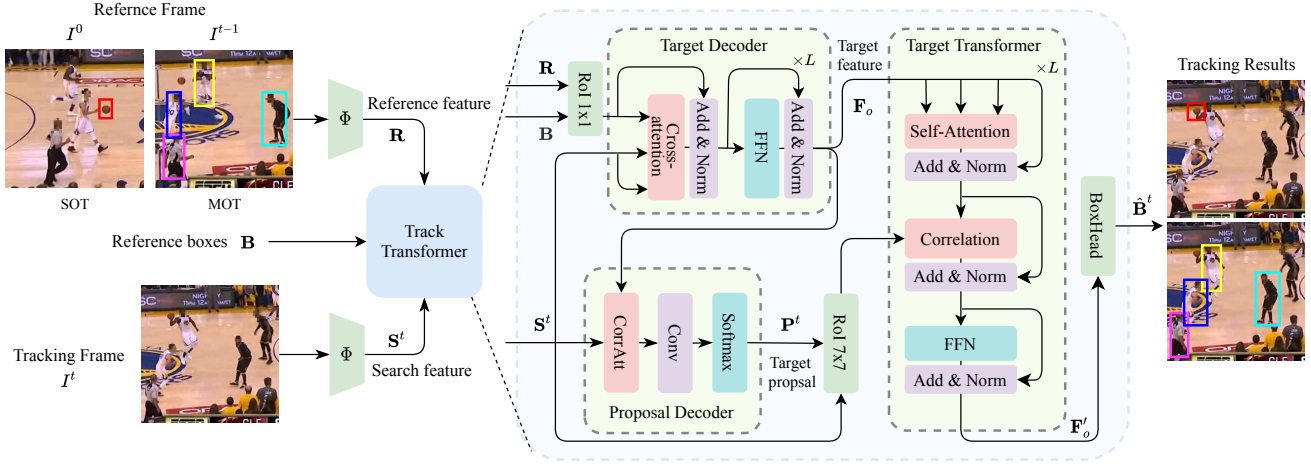 Refernce Frame
I^0
I^{t−1}
SOT
MOT
Φ
Reference feature
R
Reference boxes B
Track
Transformer
Tracking Frame
I^t
Φ
S^t
Search feature
Target Decoder
×L
R
B
RoI 1x1
Cross-
attention
Add & Norm
FFN
Add & Norm
Target
feature
F_o
S^t
CorrAtt
Conv
Softmax
Proposal Decoder
P^t
Target
propsal
RoI 7x7
Target Transformer
×L
Self-Attention
Add & Norm
Correlation
Add & Norm
FFN
Add & Norm
F′_o
BoxHead
B̂^t
Tracking Results